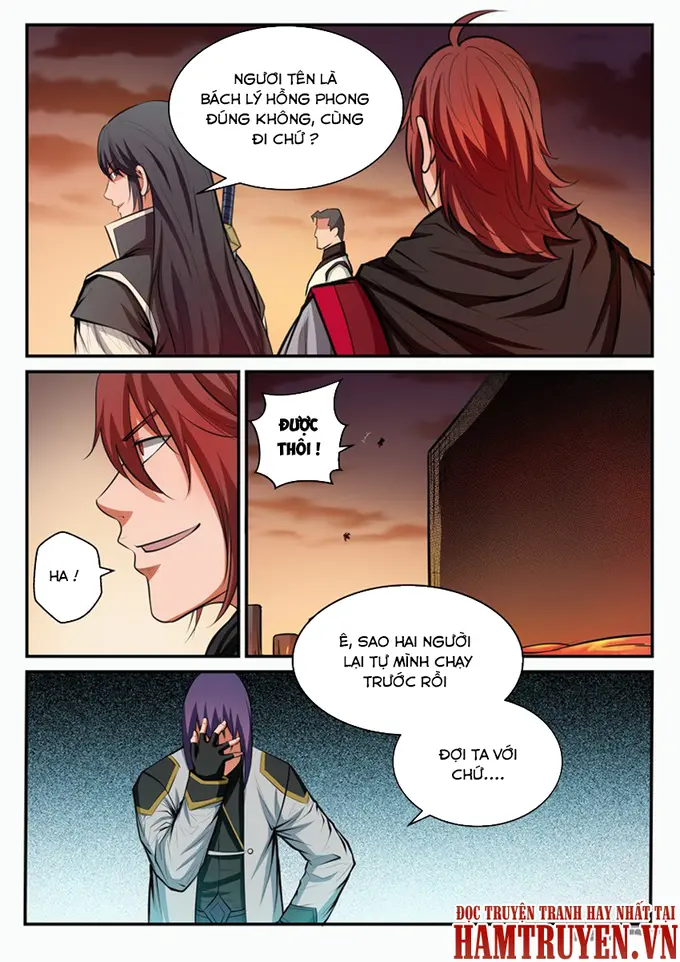 NGƯƠI TÊN LÀ
BÁCH LÝ HỒNG PHONG
ĐÚNG KHÔNG, CÙNG
ĐI CHỨ ?
ĐƯỢC
THÔI !
HA !
Ê, SAO HAI NGƯỜI
LẠI TỰ MÌNH CHẠY
TRƯỚC RỒI
ĐỢI TA VỚI
CHỨ....
ĐỌC TRUYỆN TRANH HAY NHẤT TẠI
HAMTRUYEN.VN